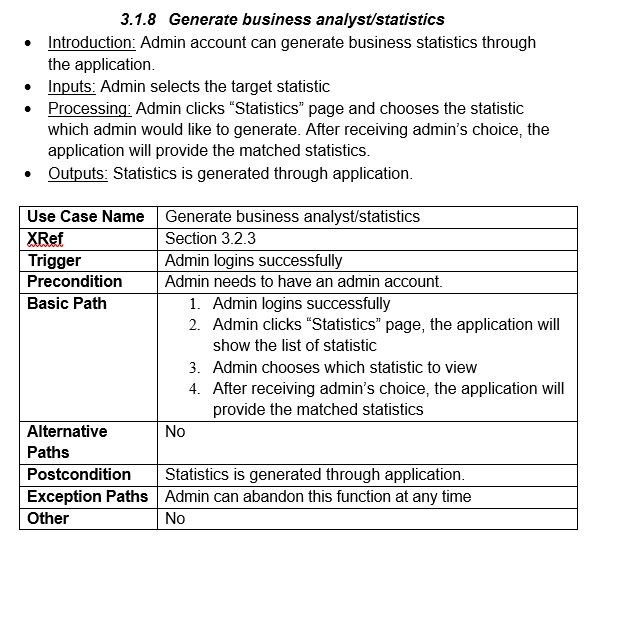 3.1.8 Generate business analyst/statistics
• Introduction: Admin account can generate business statistics through
the application.
• Inputs: Admin selects the target statistic
• Processing: Admin clicks “Statistics” page and chooses the statistic
which admin would like to generate. After receiving admin’s choice, the
application will provide the matched statistics.
• Outputs: Statistics is generated through application.
Use Case Name Generate business analyst/statistics
XRef Section 3.2.3
Trigger Admin logins successfully
Precondition Admin needs to have an admin account.
Basic Path 1. Admin logins successfully
2. Admin clicks “Statistics” page, the application will
show the list of statistic
3. Admin chooses which statistic to view
4. After receiving admin’s choice, the application will
provide the matched statistics
Alternative No
Paths
Postcondition Statistics is generated through application.
Exception Paths Admin can abandon this function at any time
Other No